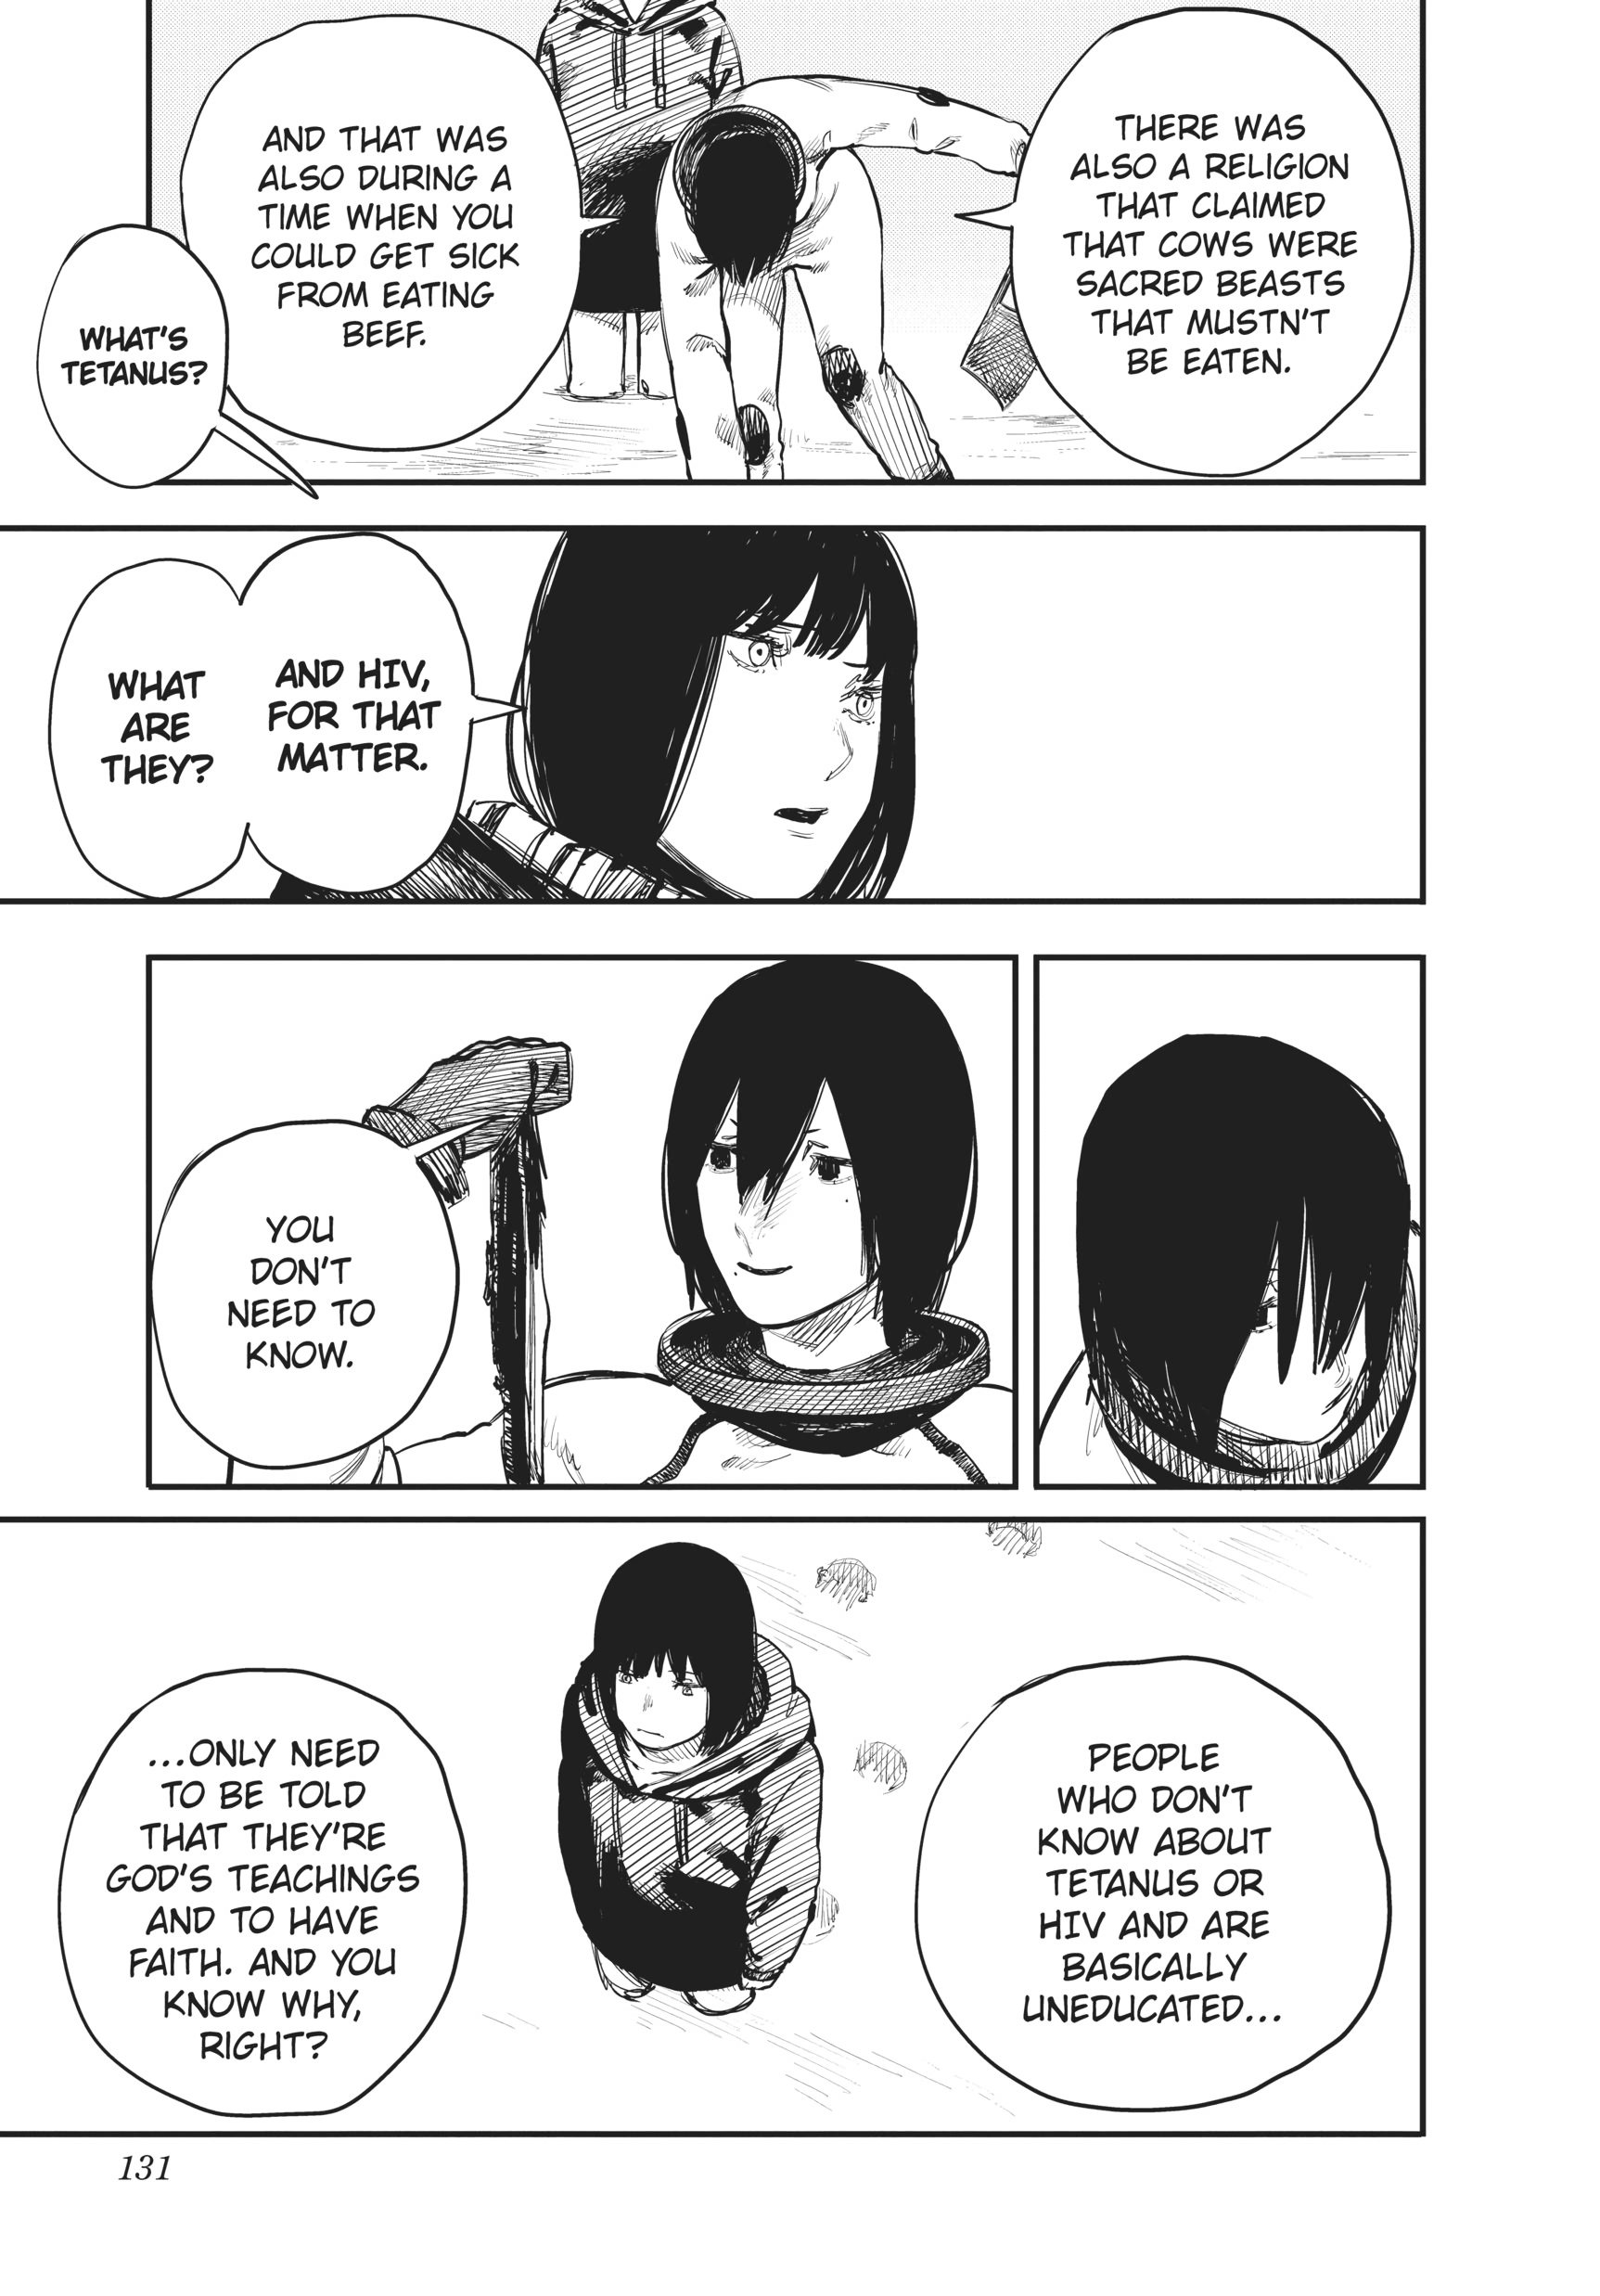 THERE WAS
ALSO A RELIGION
THAT CLAIMED
THAT COWS WERE
SACRED BEASTS
THAT MUSTN'T
BE EATEN.
AND THAT WAS
ALSO DURING A
TIME WHEN YOU
COULD GET SICK
FROM EATING
BEEF.
WHAT'S
TETANUS?
AND HIV,
FOR THAT
MATTER.
WHAT
ARE
THEY?
YOU
DON'T
NEED TO
KNOW.
PEOPLE
WHO DON'T
KNOW ABOUT
TETANUS OR
HIV AND ARE
BASICALLY
UNEDUCATED...
...ONLY NEED
TO BE TOLD
THAT THEY'RE
GOD'S TEACHINGS
AND TO HAVE
FAITH. AND YOU
KNOW WHY,
RIGHT?
131